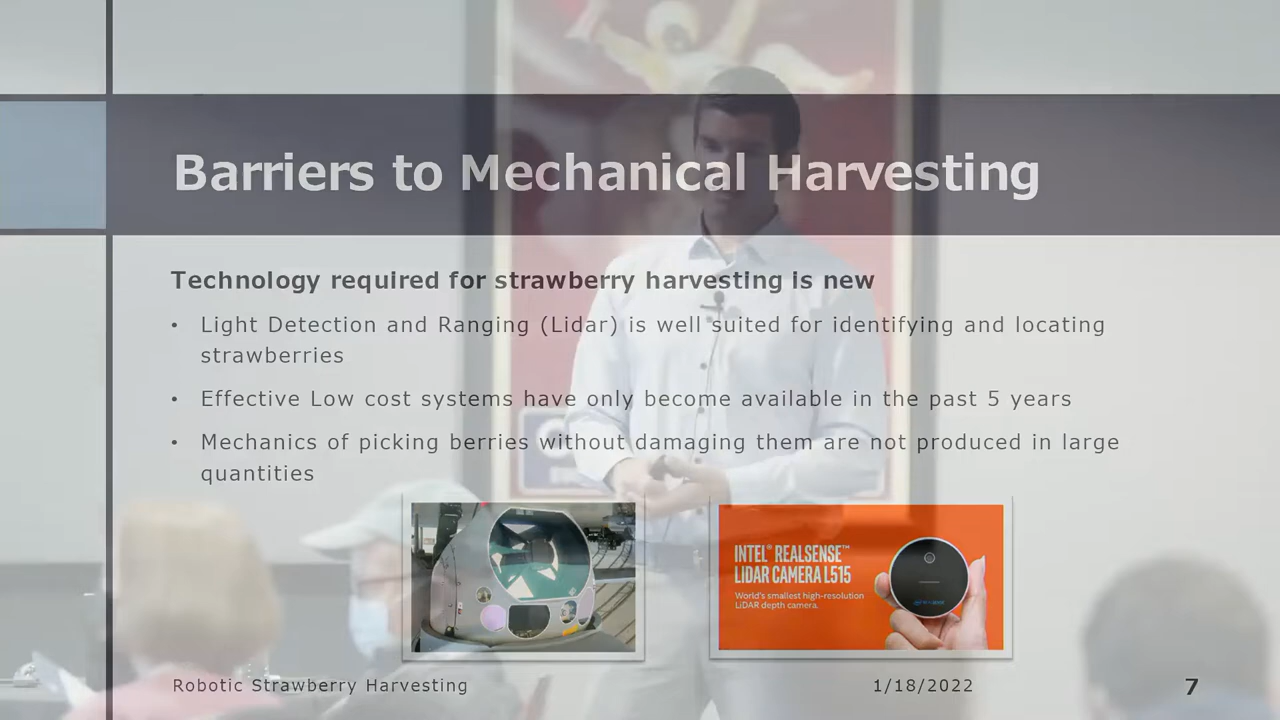 Barriers to Mechanical Harvesting
Technology required for strawberry harvesting is new
• Light Detection and Ranging (Lidar) is well suited for identifying and locating
strawberries
• Effective Low cost systems have only become available in the past 5 years
• Mechanics of picking berries without damaging them are not produced in large
quantities
INTEL® REALSENSE™
LIDAR CAMERA L515
World's smallest high-resolution
LiDAR depth camera.
Robotic Strawberry Harvesting
1/18/2022
7